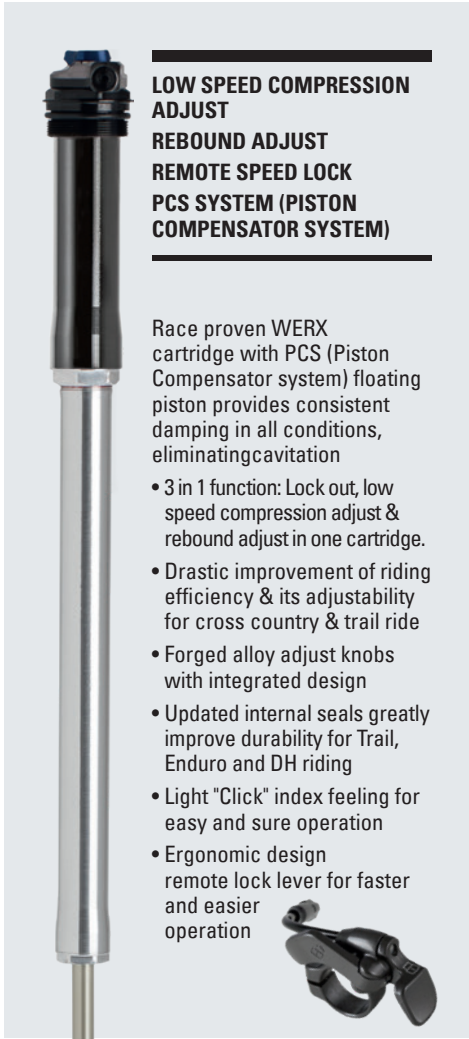 LOW SPEED COMPRESSION
ADJUST
REBOUND ADJUST
REMOTE SPEED LOCK
PCS SYSTEM (PISTON
COMPENSATOR SYSTEM)
Race proven WERX
cartridge with PCS (Piston
Compensator system) floating
piston provides consistent
damping in all conditions,
eliminatingcavitation
• 3 in 1 function: Lock out, low
speed compression adjust &
rebound adjust in one cartridge.
• Drastic improvement of riding
efficiency & its adjustability
for cross country & trail ride
• Forged alloy adjust knobs
with integrated design
• Updated internal seals greatly
improve durability for Trail,
Enduro and DH riding
• Light "Click" index feeling for
easy and sure operation
• Ergonomic design
remote lock lever for faster
and easier
operation